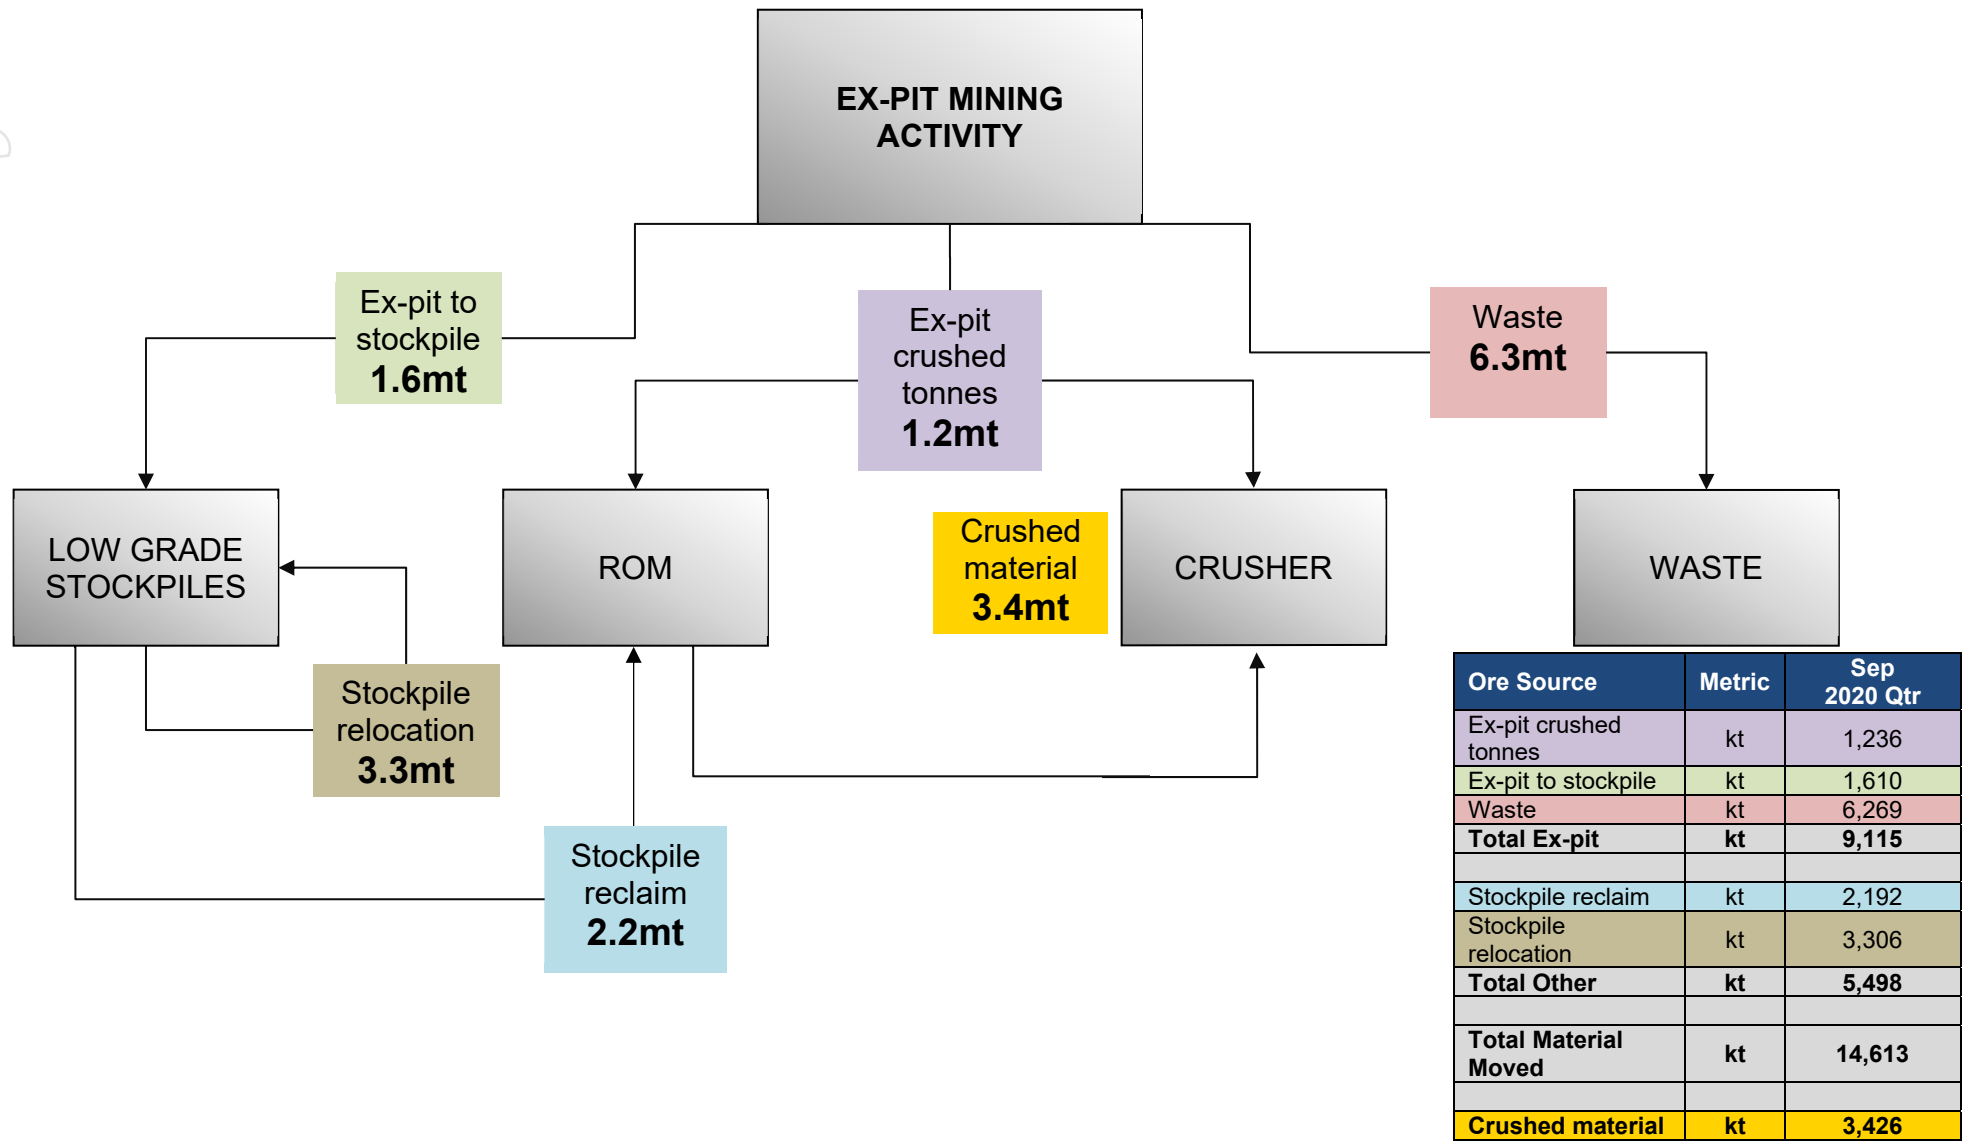 EX-PIT MINING
ACTIVITY
Ex-pit to
stockpile
1.6mt
Ex-pit
crushed
tonnes
1.2mt
Waste
6.3mt
LOW GRADE
STOCKPILES
ROM
Crushed
material
3.4mt
CRUSHER
WASTE
Stockpile
relocation
3.3mt
Stockpile
reclaim
2.2mt
Ore Source Metric Sep
2020 Qtr
Ex-pit crushed
tonnes kt 1,236
Ex-pit to stockpile kt 1,610
Waste kt 6,269
Total Ex-pit kt 9,115
Stockpile reclaim kt 2,192
Stockpile
relocation kt 3,306
Total Other kt 5,498
Total Material
Moved kt 14,613
Crushed material kt 3,426